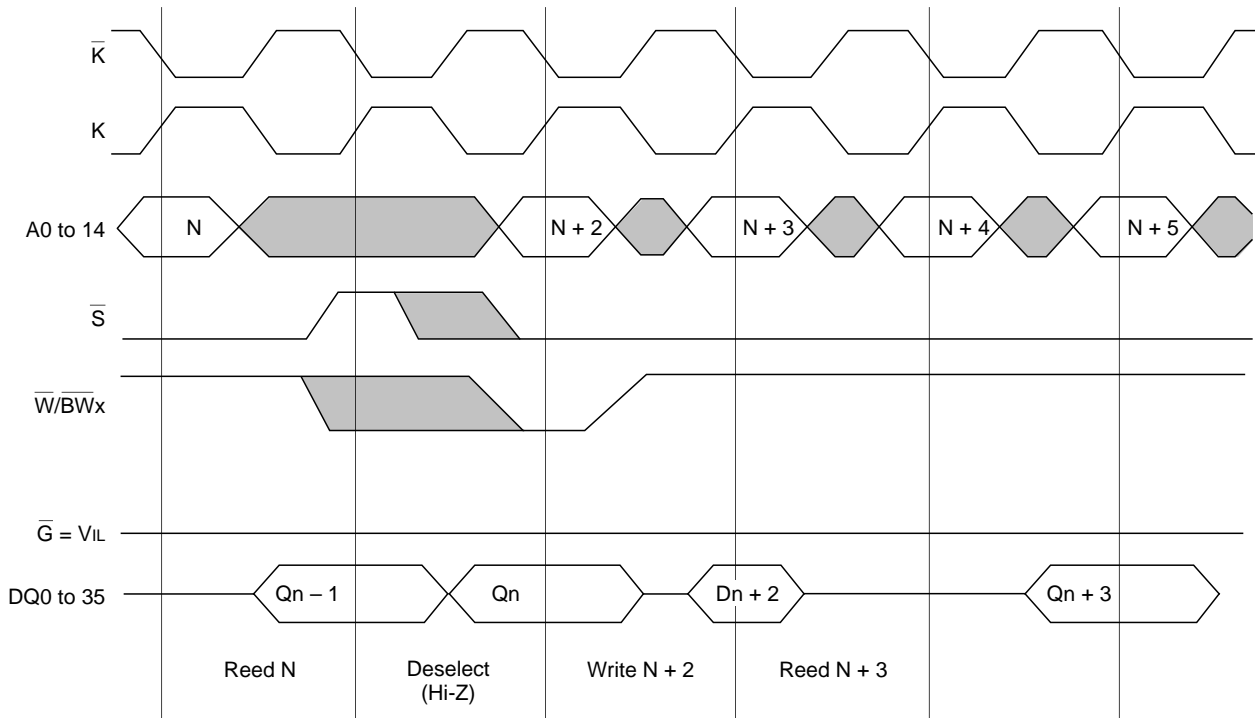 K̅
K
A0 to 14
N
N + 2
N + 3
N + 4
N + 5
S̅
W̅/B̅W̅x
G̅ = VIL
DQ0 to 35
Qn – 1
Qn
Dn + 2
Qn + 3
Reed N
Deselect
(Hi-Z)
Write N + 2
Reed N + 3